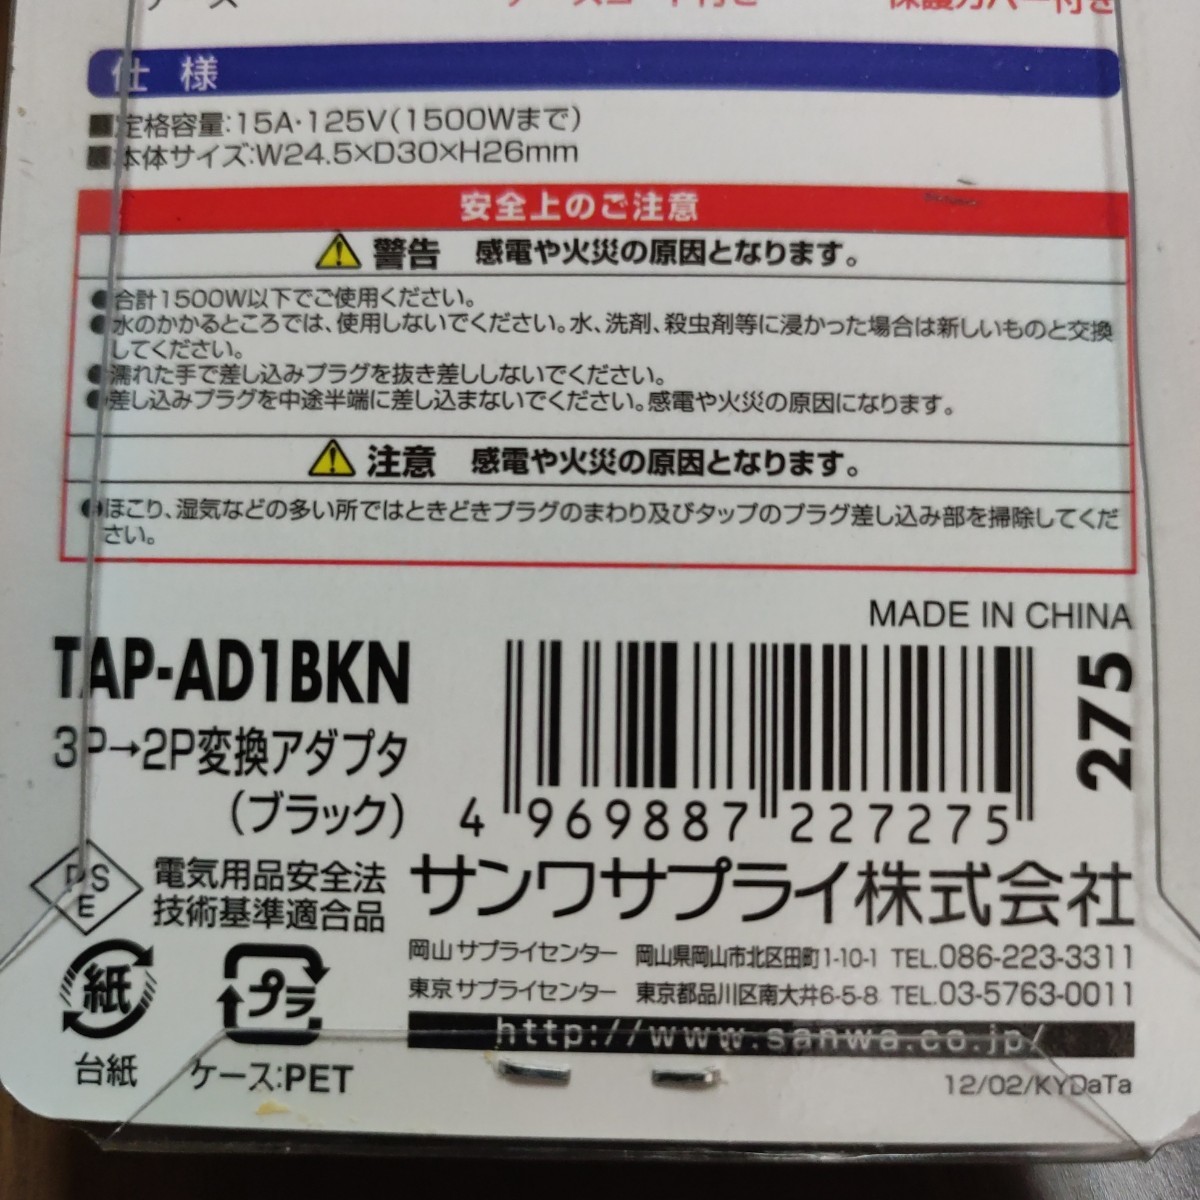 ケースコード付き
保護カバー付き
仕様
■定格容量:15A・125V(1500Wまで)
■本体サイズ:W24.5×D30×H26mm
安全上のご注意
警告 感電や火災の原因となります。
●合計1500W以下でご使用ください。
●水のかかるところでは、使用しないでください。水、洗剤、殺虫剤等に浸かった場合は新しいものと交換
してください。
●濡れた手で差し込みプラグを抜き差ししないでください。
●差し込みプラグを中途半端に差し込まないでください。感電や火災の原因になります。
注意 感電や火災の原因となります。
●ほこり、湿気などの多い所ではときどきプラグのまわり及びタップのプラグ差し込み部を掃除してくだ
さい。
MADE IN CHINA
TAP-AD1BKN
3P→2P変換アダプタ
(ブラック)
4 969887 227275
275
PSE
電気用品安全法
技術基準適合品
サンワサプライ株式会社
岡山サプライセンター 岡山県岡山市北区田町1-10-1 TEL.086-223-3311
東京サプライセンター 東京都品川区南大井6-5-8 TEL.03-5763-0011
http://www.sanwa.co.jp/
紙
台紙
プラ
ケース:PET
12/02/KYDaTa